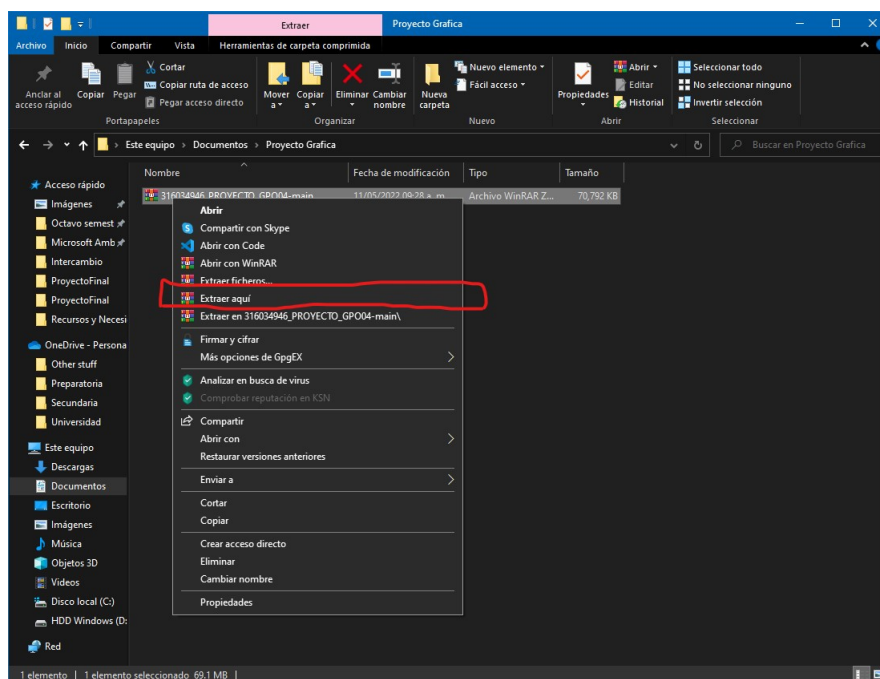 Extraer
Proyecto Grafica
Archivo Inicio Compartir Vista Herramientas de carpeta comprimida
Anclar al acceso rápido
Copiar
Pegar
Cortar
Copiar ruta de acceso
Pegar acceso directo
Portapapeles
Mover a
Copiar a
Eliminar
Cambiar nombre
Organizar
Nueva carpeta
Nuevo elemento
Fácil acceso
Nuevo
Propiedades
Abrir
Editar
Historial
Abrir
Seleccionar todo
No seleccionar ninguno
Invertir selección
Seleccionar
Este equipo > Documentos > Proyecto Grafica
Buscar en Proyecto Grafica
Nombre Fecha de modificación Tipo Tamaño
316034946_PROYECTO_GPO04-main 11/05/2022 09:28 a. m. Archivo WinRAR Z... 70,792 KB
Acceso rápido
Imágenes
Octavo semest
Microsoft Amb
Intercambio
ProyectoFinal
ProyectoFinal
Recursos y Necesi
OneDrive - Persona
Other stuff
Preparatoria
Secundaria
Universidad
Este equipo
Descargas
Documentos
Escritorio
Imágenes
Música
Objetos 3D
Videos
Disco local (C:)
HDD Windows (D:
Red
Abrir
Compartir con Skype
Abrir con Code
Abrir con WinRAR
Extraer ficheros...
Extraer aquí
Extraer en 316034946_PROYECTO_GPO04-main\
Firmar y cifrar
Más opciones de GpgEX
Analizar en busca de virus
Comprobar reputación en KSN
Compartir
Abrir con
Restaurar versiones anteriores
Enviar a
Cortar
Copiar
Crear acceso directo
Eliminar
Cambiar nombre
Propiedades
1 elemento | 1 elemento seleccionado 69.1 MB |